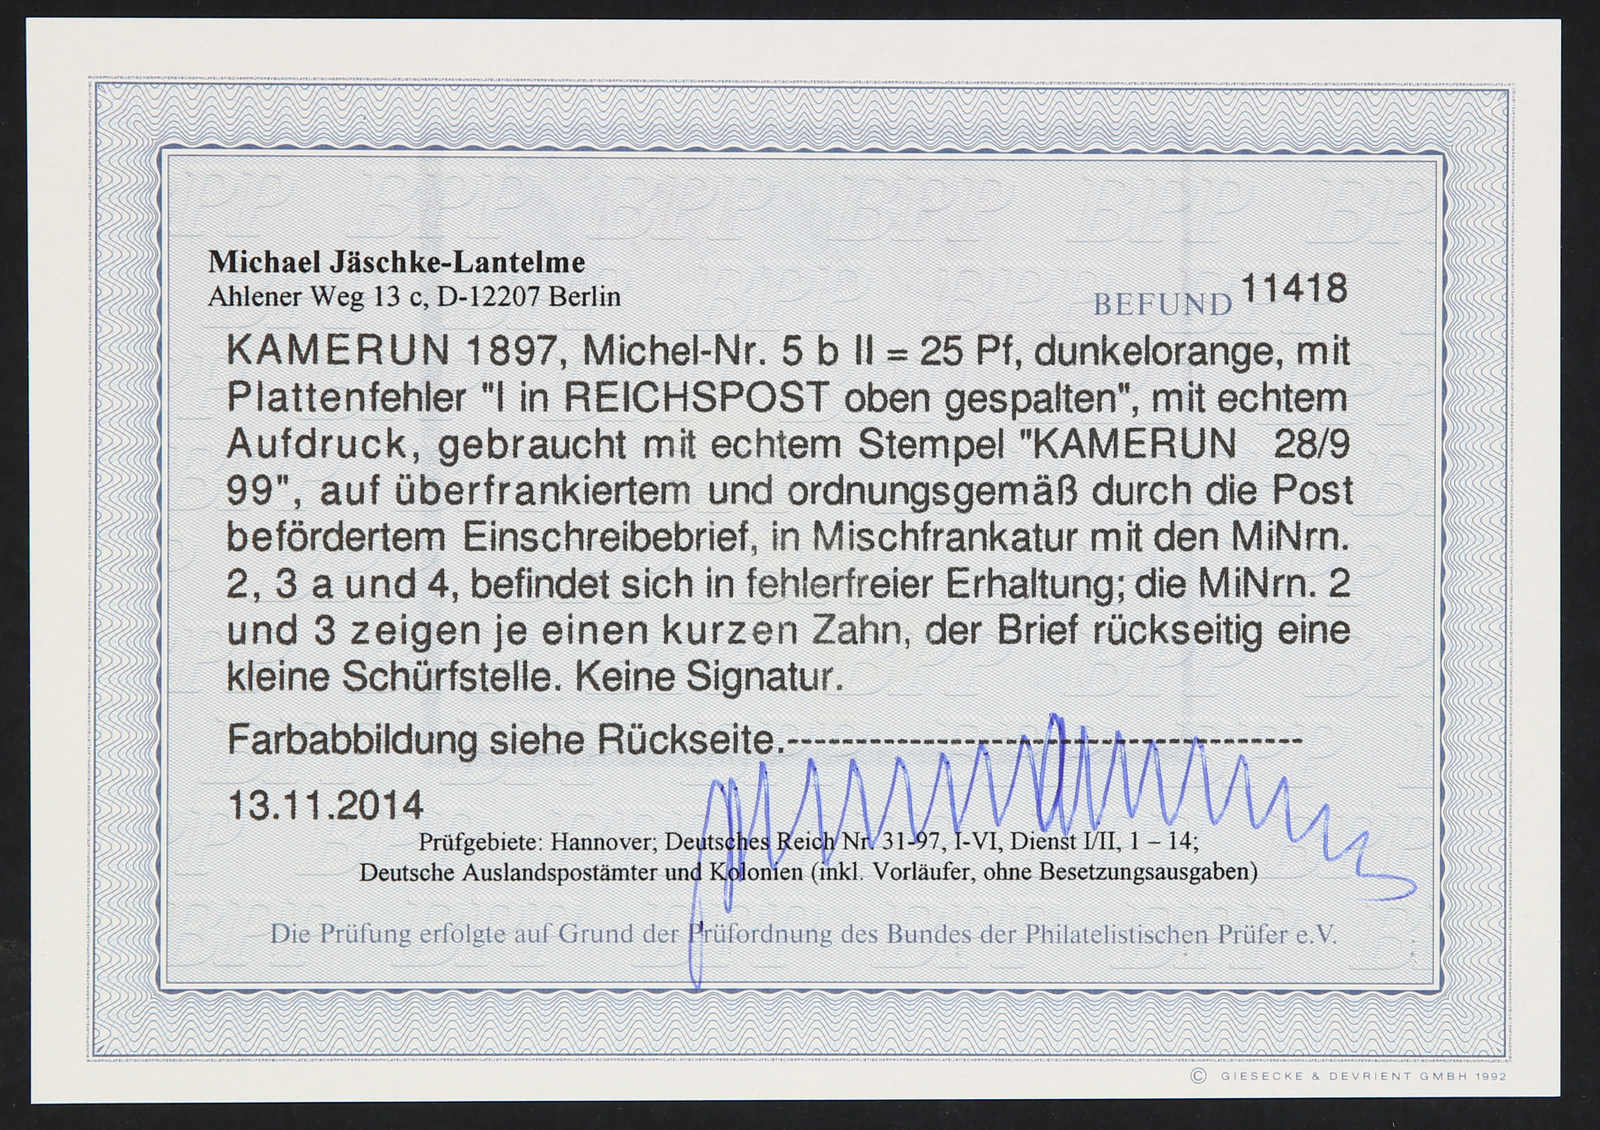 Michael Jäschke-Lantelme
Ahlener Weg 13 c, D-12207 Berlin
BEFUND 11418
KAMERUN 1897, Michel-Nr. 5 b II = 25 Pf, dunkelorange, mit
Plattenfehler "I in REICHSPOST oben gespalten", mit echtem
Aufdruck, gebraucht mit echtem Stempel "KAMERUN 28/9
99", auf überfrankiertem und ordnungsgemäß durch die Post
befördertem Einschreibebrief, in Mischfrankatur mit den MiNrn.
2, 3 a und 4, befindet sich in fehlerfreier Erhaltung; die MiNrn. 2
und 3 zeigen je einen kurzen Zahn, der Brief rückseitig eine
kleine Schürfstelle. Keine Signatur.
Farbabbildung siehe Rückseite.--------------------------------------
13.11.2014
Prüfgebiete: Hannover; Deutsches Reich Nr. 31-97, I-VI, Dienst I/II, 1 – 14;
Deutsche Auslandspostämter und Kolonien (inkl. Vorläufer, ohne Besetzungsausgaben)
Die Prüfung erfolgte auf Grund der Prüfordnung des Bundes der Philatelistischen Prüfer e.V.
© GIESECKE & DEVRIENT GMBH 1992